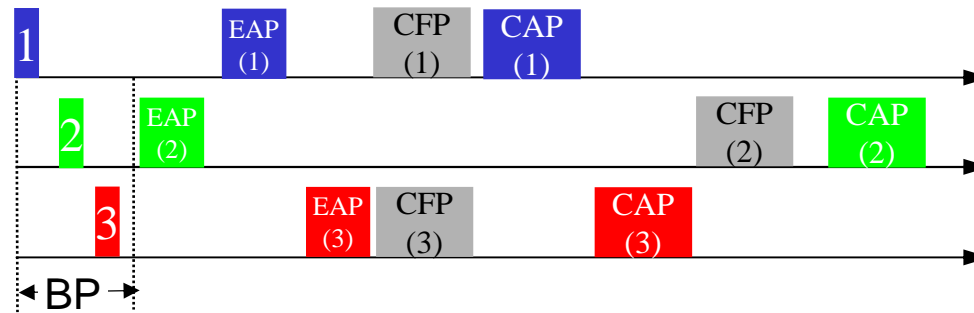 1
EAP
(1)
CFP
(1)
CAP
(1)
2
EAP
(2)
CFP
(2)
CAP
(2)
3
EAP
(3)
CFP
(3)
CAP
(3)
BP